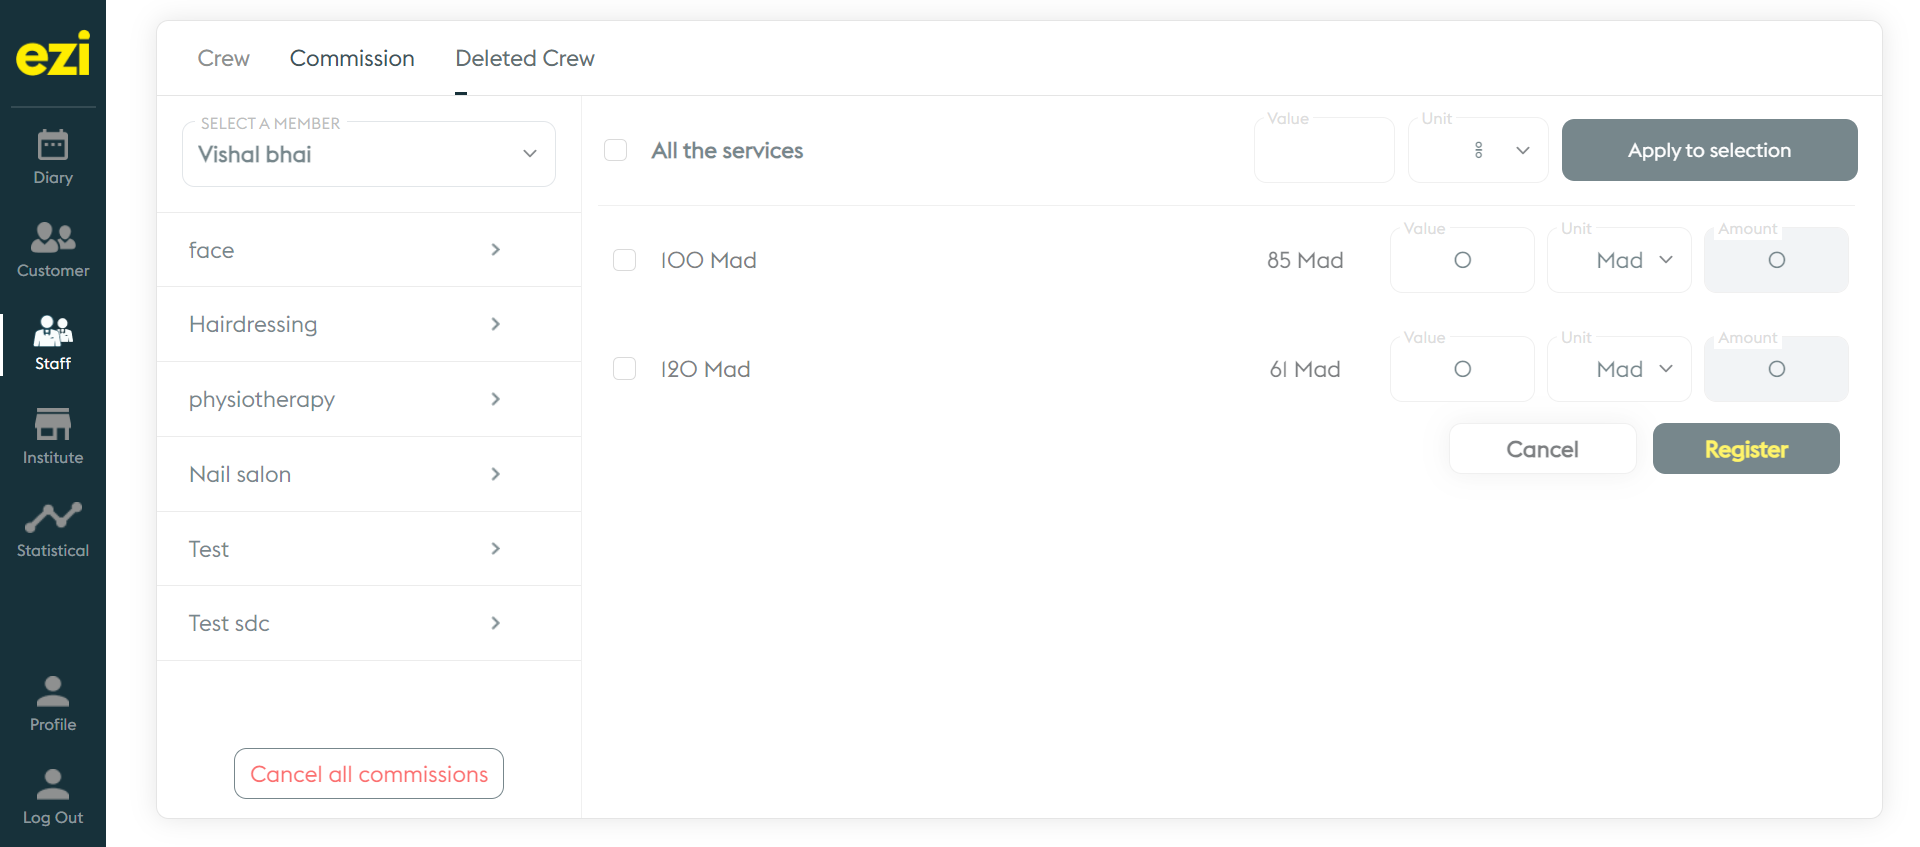 ezi
Diary
Customer
Staff
Institute
Statistical
Profile
Log Out
Crew Commission Deleted Crew
SELECT A MEMBER
Vishal bhai
face
Hairdressing
physiotherapy
Nail salon
Test
Test sdc
Cancel all commissions
All the services
Value
Unit
%
Apply to selection
100 Mad
85 Mad
Value
0
Unit
Mad
Amount
0
120 Mad
61 Mad
Value
0
Unit
Mad
Amount
0
Cancel
Register